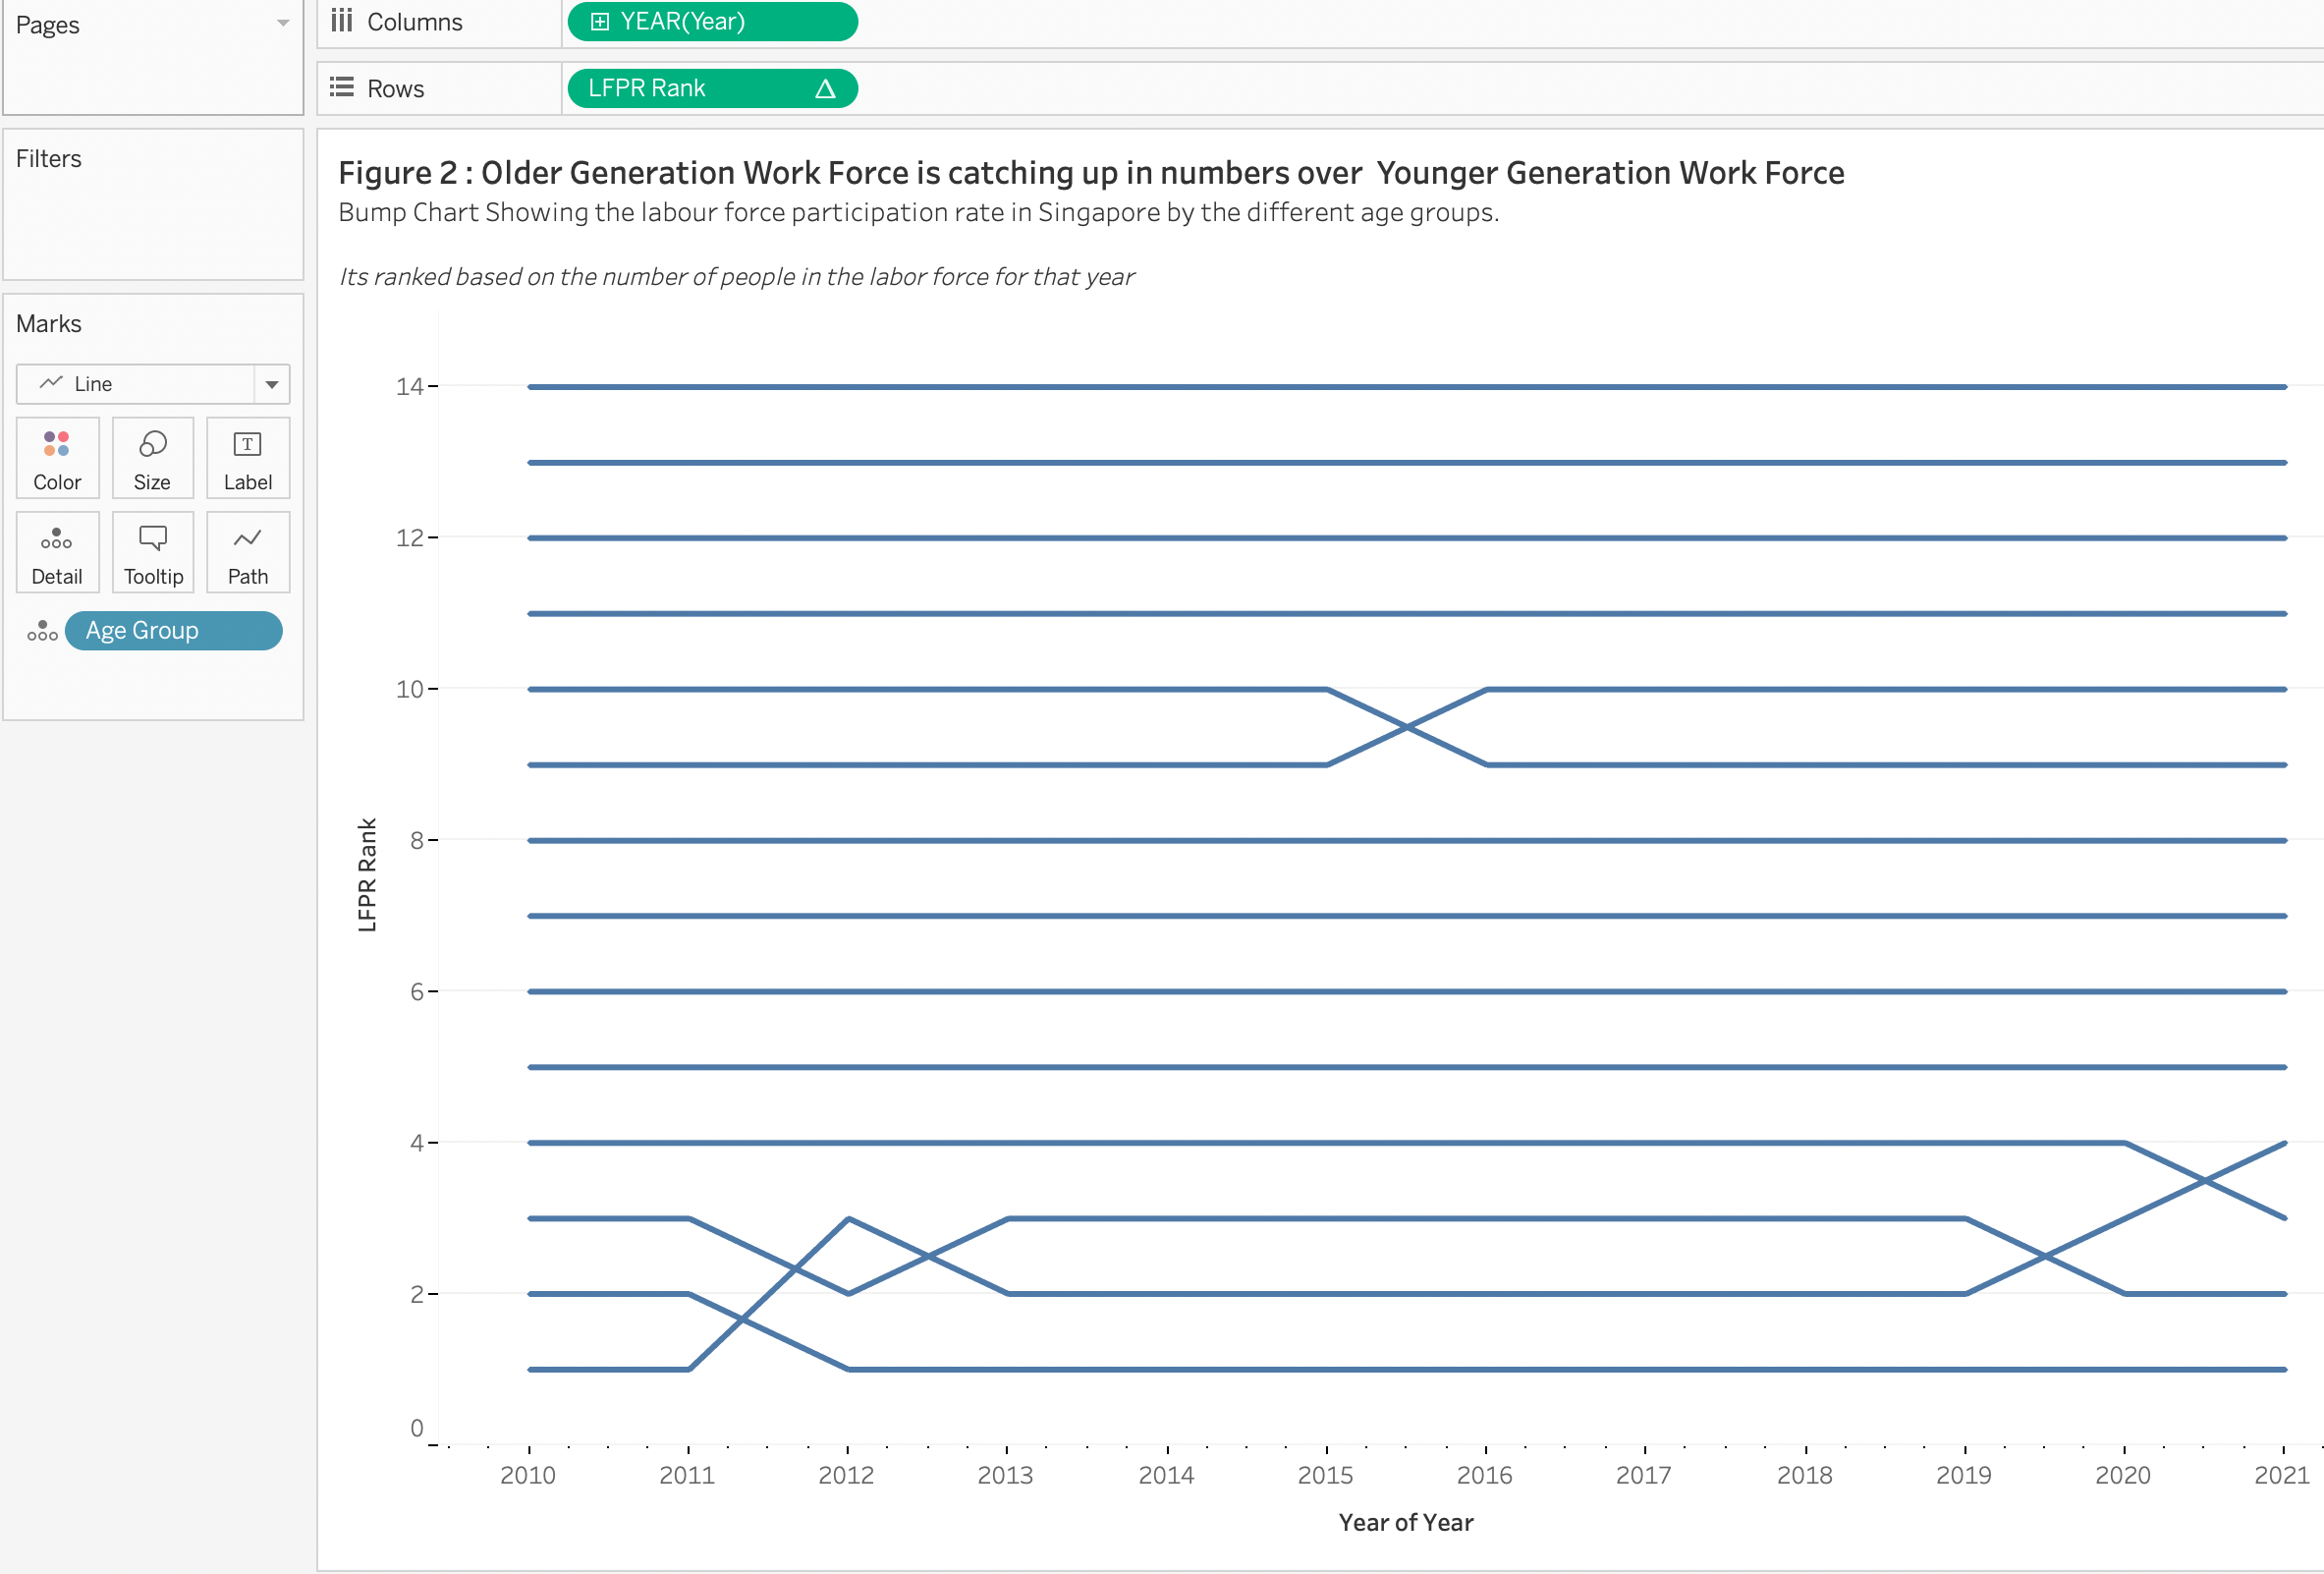 Pages
Columns
YEAR(Year)
Rows
LFPR Rank
Filters
Marks
Line
Color
Size
Label
Detail
Tooltip
Path
Age Group
Figure 2 : Older Generation Work Force is catching up in numbers over  Younger Generation Work Force
Bump Chart Showing the labour force participation rate in Singapore by the different age groups.
Its ranked based on the number of people in the labor force for that year
LFPR Rank
14
12
10
8
6
4
2
0
2010 2011 2012 2013 2014 2015 2016 2017 2018 2019 2020 2021
Year of Year